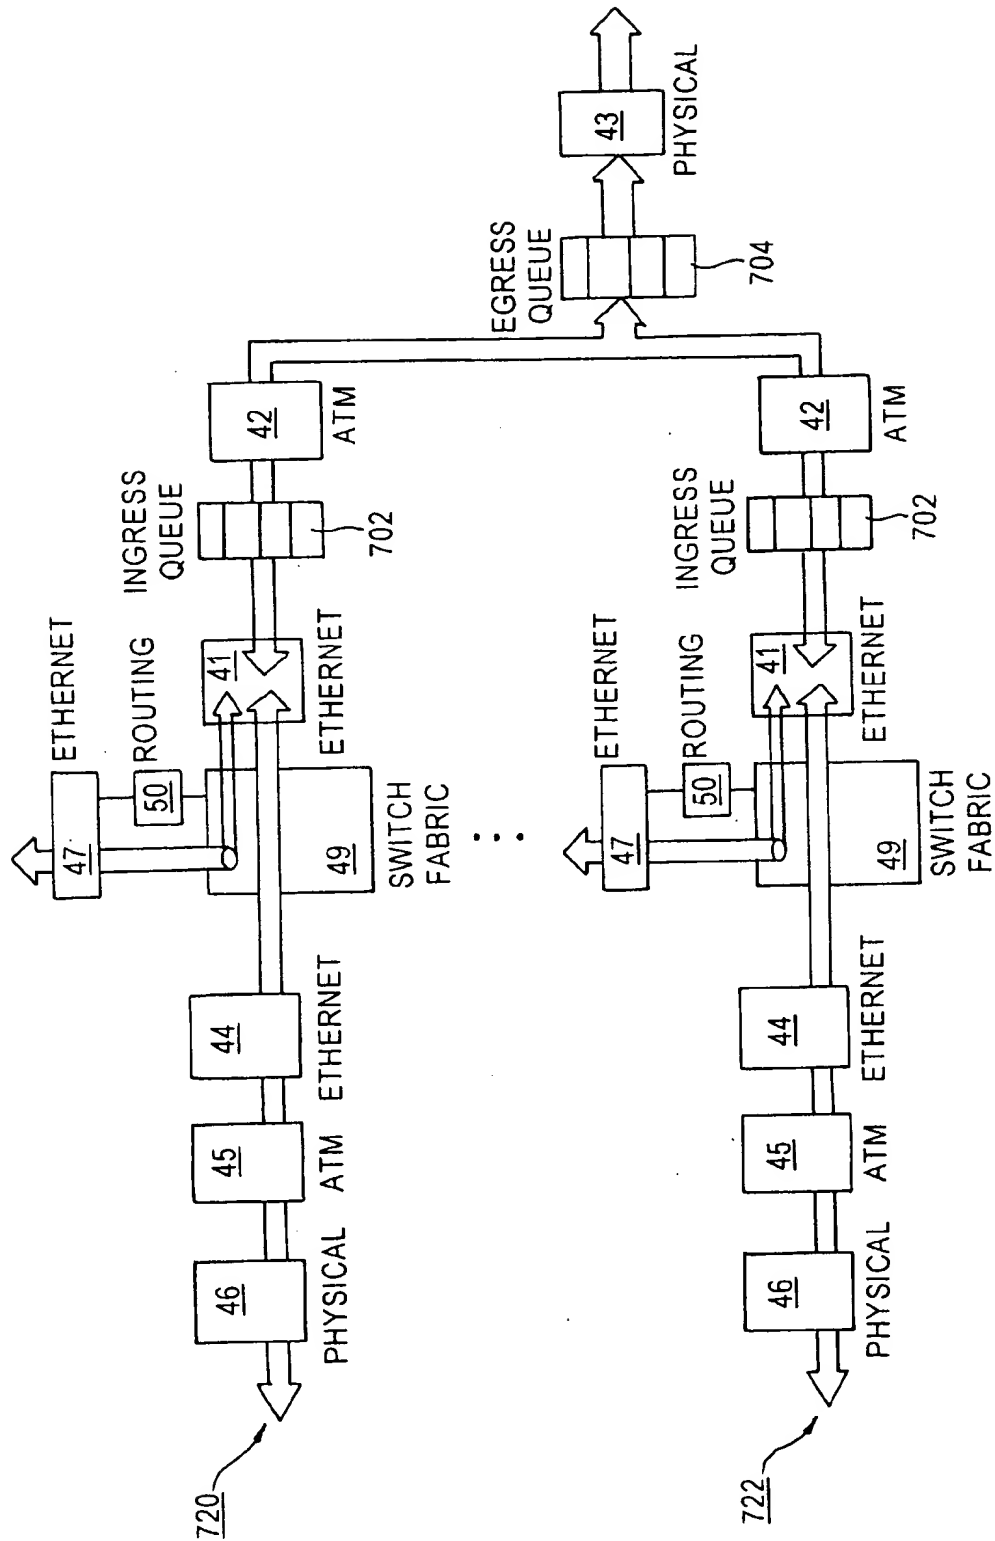 720
46
PHYSICAL
45
ATM
44
ETHERNET
47
ETHERNET
50
ROUTING
49
SWITCH
FABRIC
41
ETHERNET
INGRESS
QUEUE
702
42
ATM
722
46
PHYSICAL
45
ATM
44
ETHERNET
47
ETHERNET
50
ROUTING
49
SWITCH
FABRIC
41
ETHERNET
INGRESS
QUEUE
702
42
ATM
EGRESS
QUEUE
704
43
PHYSICAL